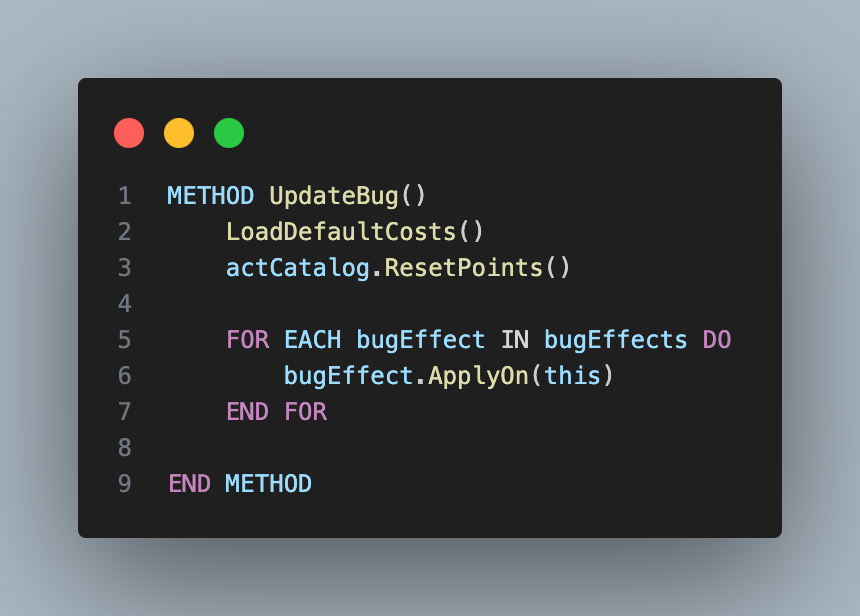 1 METHOD UpdateBug()
2     LoadDefaultCosts()
3     actCatalog.ResetPoints()
4
5     FOR EACH bugEffect IN bugEffects DO
6         bugEffect.ApplyOn(this)
7     END FOR
8
9 END METHOD